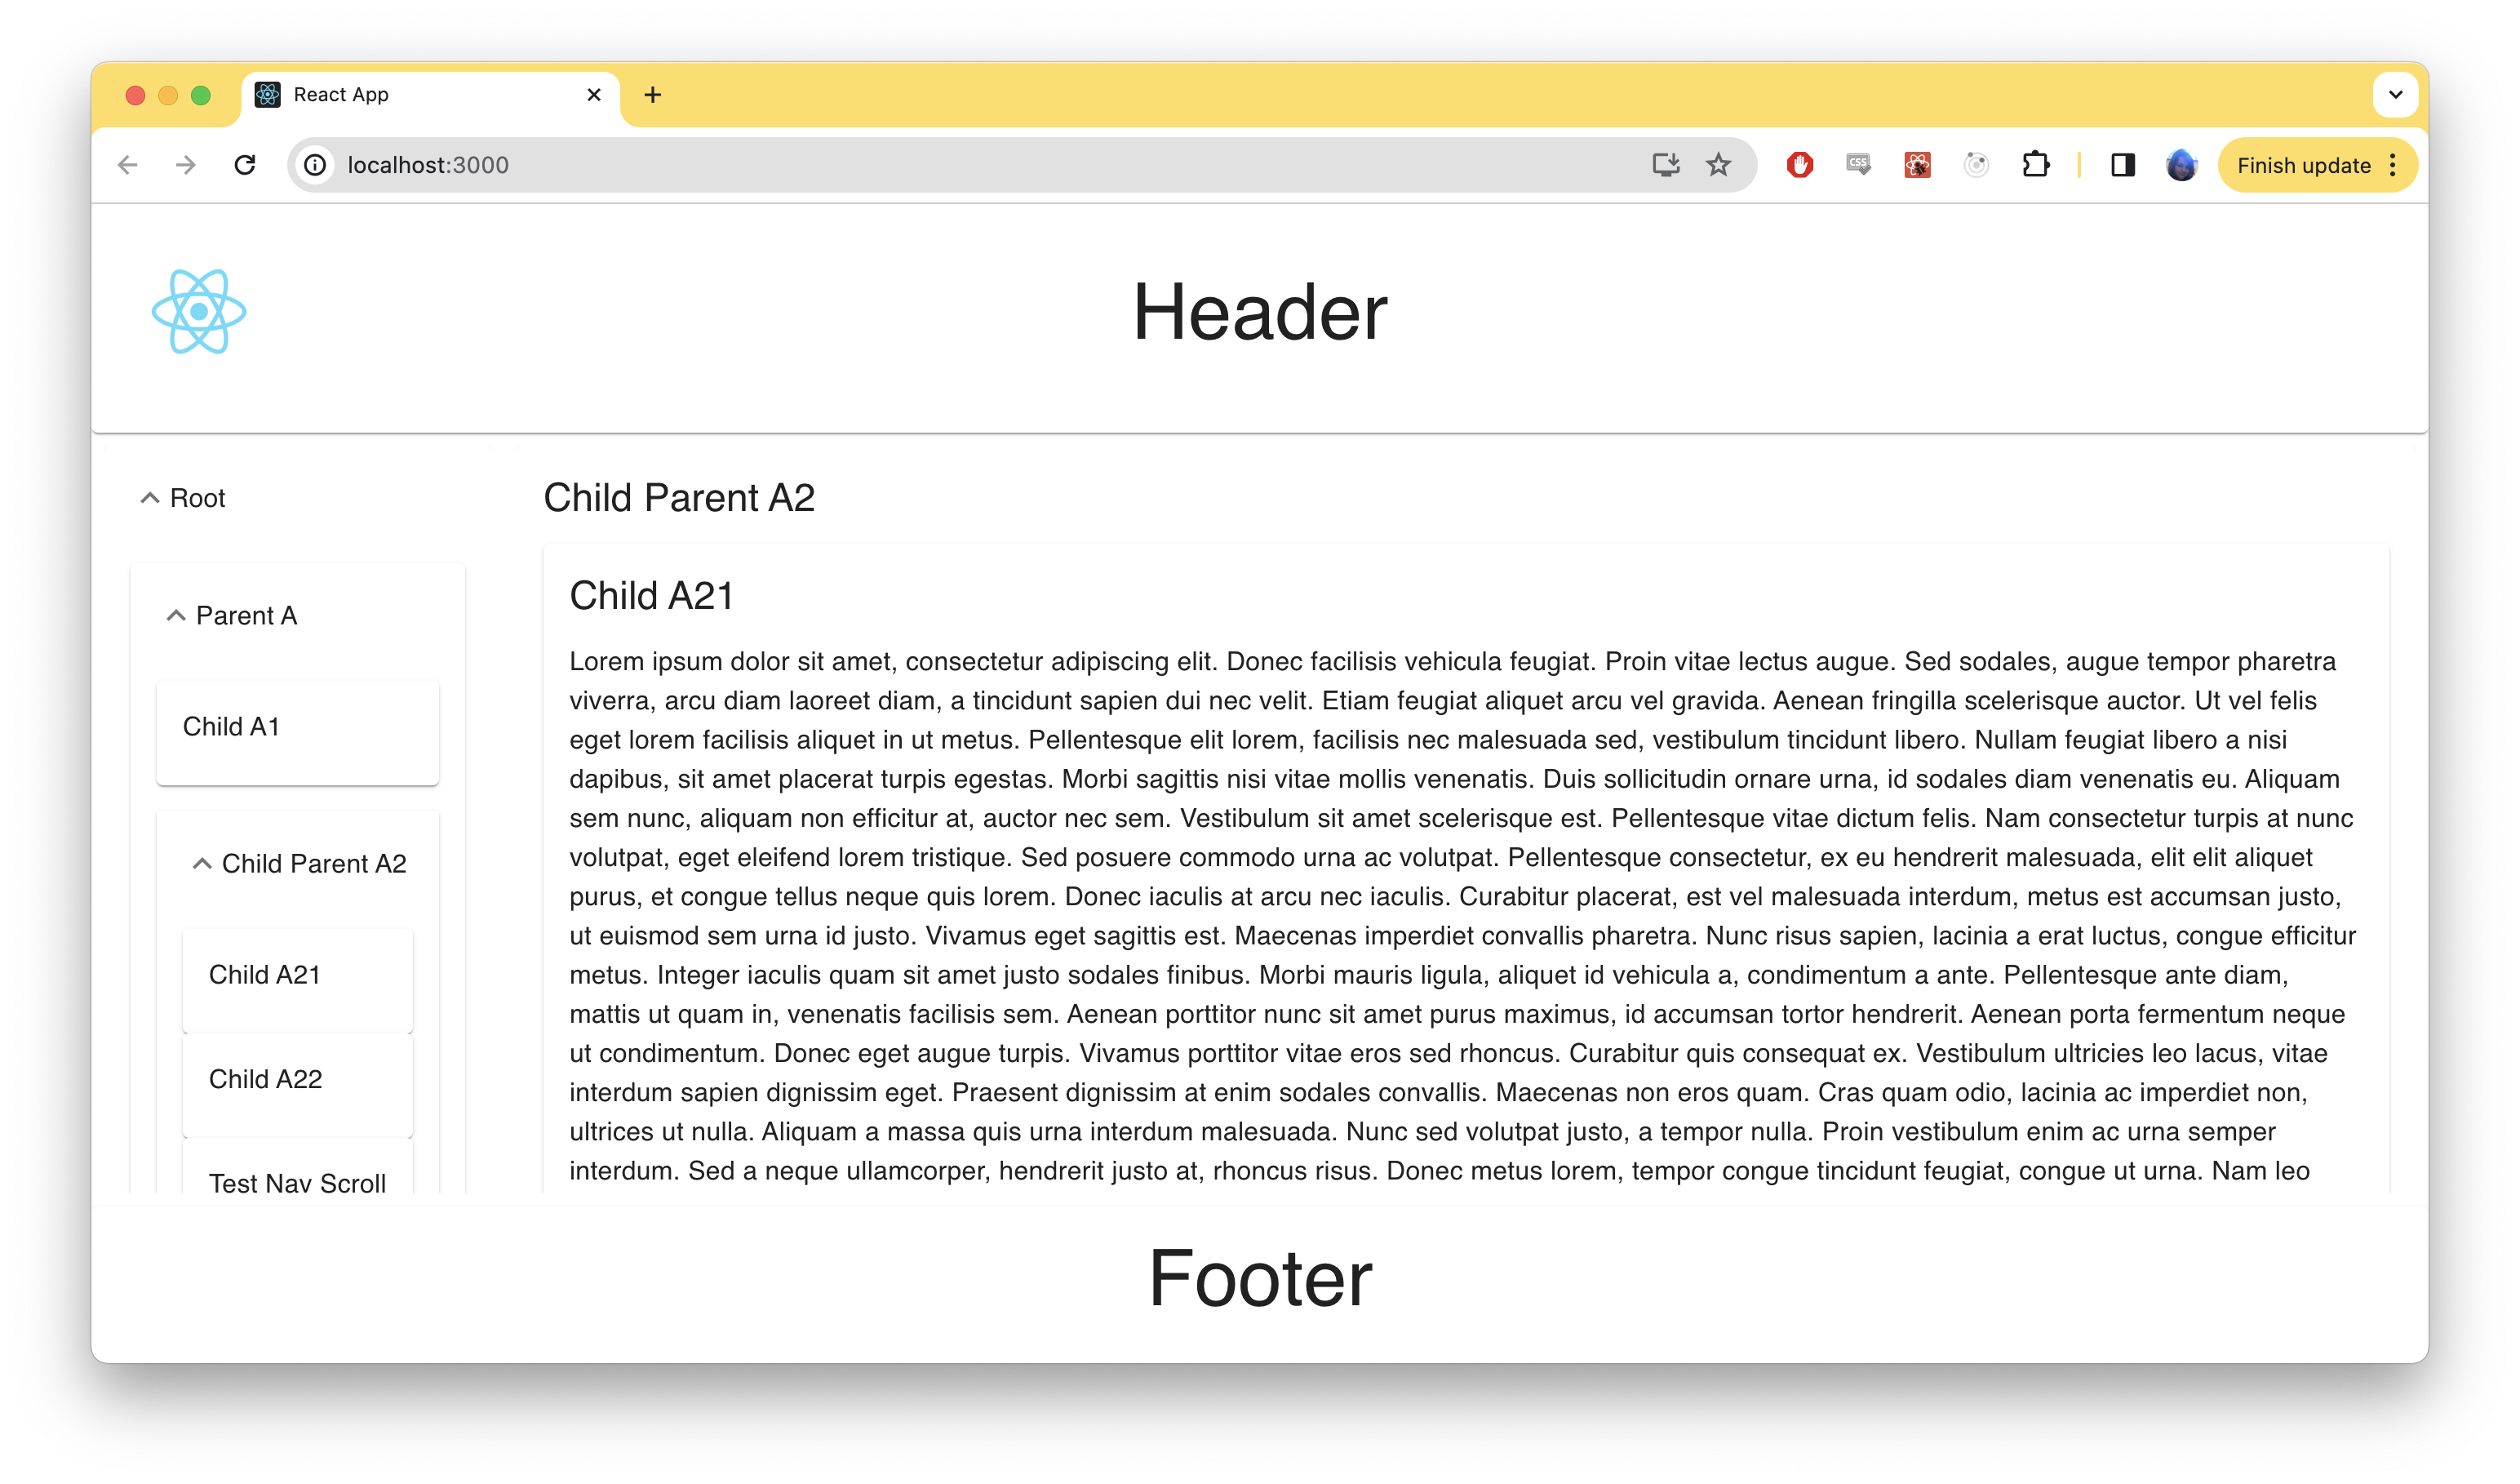 React App
localhost:3000
CSS
Finish update
Header
Root
Parent A
Child A1
Child Parent A2
Child A21
Child A22
Test Nav Scroll
Child Parent A2
Child A21
Lorem ipsum dolor sit amet, consectetur adipiscing elit. Donec facilisis vehicula feugiat. Proin vitae lectus augue. Sed sodales, augue tempor pharetra
viverra, arcu diam laoreet diam, a tincidunt sapien dui nec velit. Etiam feugiat aliquet arcu vel gravida. Aenean fringilla scelerisque auctor. Ut vel felis
eget lorem facilisis aliquet in ut metus. Pellentesque elit lorem, facilisis nec malesuada sed, vestibulum tincidunt libero. Nullam feugiat libero a nisi
dapibus, sit amet placerat turpis egestas. Morbi sagittis nisi vitae mollis venenatis. Duis sollicitudin ornare urna, id sodales diam venenatis eu. Aliquam
sem nunc, aliquam non efficitur at, auctor nec sem. Vestibulum sit amet scelerisque est. Pellentesque vitae dictum felis. Nam consectetur turpis at nunc
volutpat, eget eleifend lorem tristique. Sed posuere commodo urna ac volutpat. Pellentesque consectetur, ex eu hendrerit malesuada, elit elit aliquet
purus, et congue tellus neque quis lorem. Donec iaculis at arcu nec iaculis. Curabitur placerat, est vel malesuada interdum, metus est accumsan justo,
ut euismod sem urna id justo. Vivamus eget sagittis est. Maecenas imperdiet convallis pharetra. Nunc risus sapien, lacinia a erat luctus, congue efficitur
metus. Integer iaculis quam sit amet justo sodales finibus. Morbi mauris ligula, aliquet id vehicula a, condimentum a ante. Pellentesque ante diam,
mattis ut quam in, venenatis facilisis sem. Aenean porttitor nunc sit amet purus maximus, id accumsan tortor hendrerit. Aenean porta fermentum neque
ut condimentum. Donec eget augue turpis. Vivamus porttitor vitae eros sed rhoncus. Curabitur quis consequat ex. Vestibulum ultricies leo lacus, vitae
interdum sapien dignissim eget. Praesent dignissim at enim sodales convallis. Maecenas non eros quam. Cras quam odio, lacinia ac imperdiet non,
ultrices ut nulla. Aliquam a massa quis urna interdum malesuada. Nunc sed volutpat justo, a tempor nulla. Proin vestibulum enim ac urna semper
interdum. Sed a neque ullamcorper, hendrerit justo at, rhoncus risus. Donec metus lorem, tempor congue tincidunt feugiat, congue ut urna. Nam leo
Footer